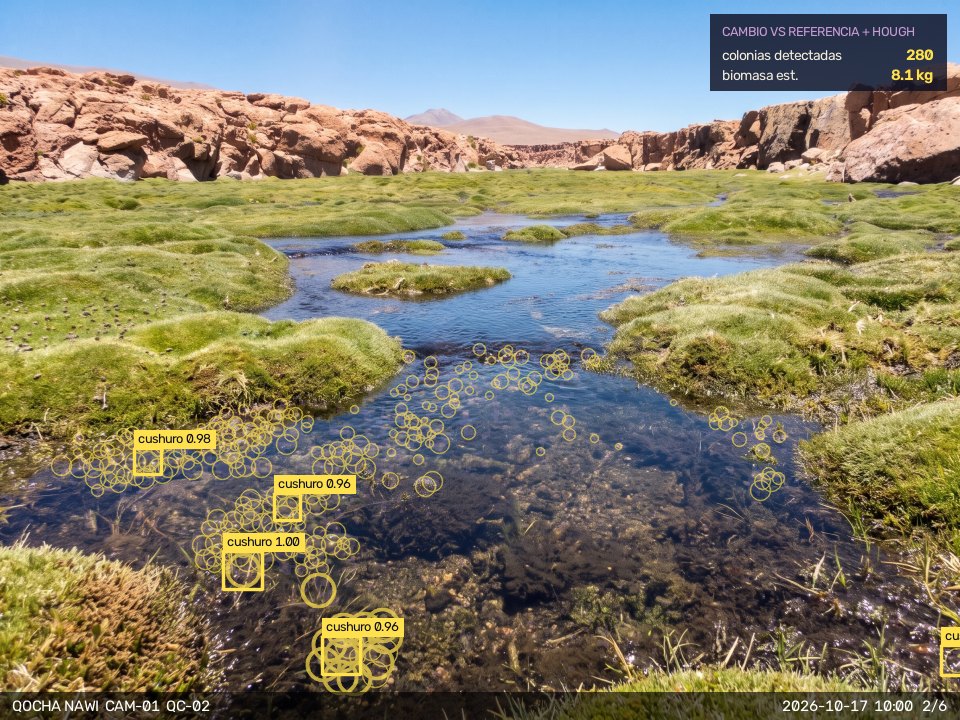 CAMBIO VS REFERENCIA + HOUGH
colonias detectadas 280
biomasa est. 8.1 kg
cushuro 0.98
cushuro 0.96
cushuro 1.00
cushuro 0.96
cus
QOCHA NAWI CAM-01 QC-02 2026-10-17 10:00 2/6